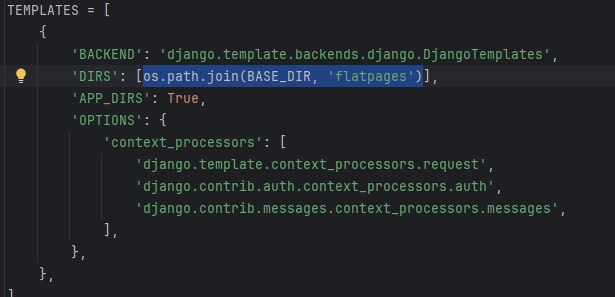 TEMPLATES = [
    {
        'BACKEND': 'django.template.backends.django.DjangoTemplates',
        'DIRS': [os.path.join(BASE_DIR, 'flatpages')],
        'APP_DIRS': True,
        'OPTIONS': {
            'context_processors': [
                'django.template.context_processors.request',
                'django.contrib.auth.context_processors.auth',
                'django.contrib.messages.context_processors.messages',
            ],
        },
    },
]